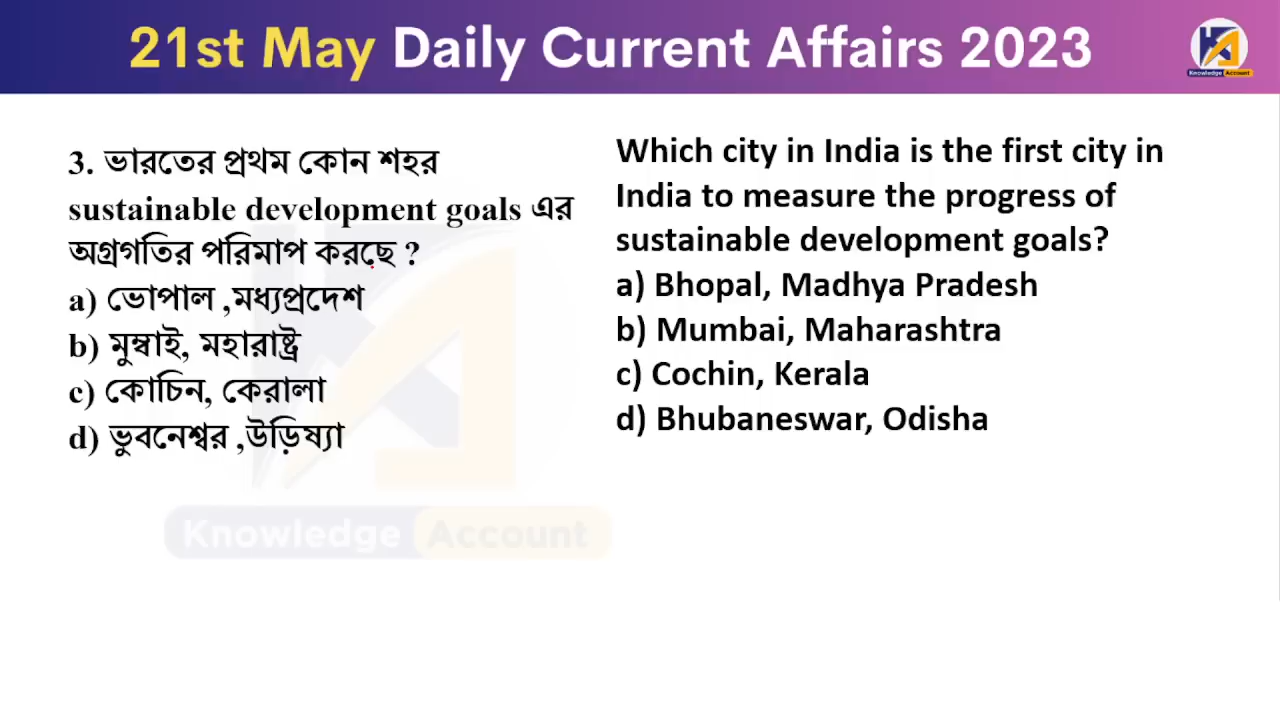 21st May Daily Current Affairs 2023
Knowledge Account
3. ভারতের প্রথম কোন শহর
sustainable development goals এর
অগ্রগতির পরিমাপ করছে ?
a) ভোপাল ,মধ্যপ্রদেশ
b) মুম্বাই, মহারাষ্ট্র
c) কোচিন, কেরালা
d) ভুবনেশ্বর ,উড়িষ্যা
Which city in India is the first city in
India to measure the progress of
sustainable development goals?
a) Bhopal, Madhya Pradesh
b) Mumbai, Maharashtra
c) Cochin, Kerala
d) Bhubaneswar, Odisha
Knowledge Account